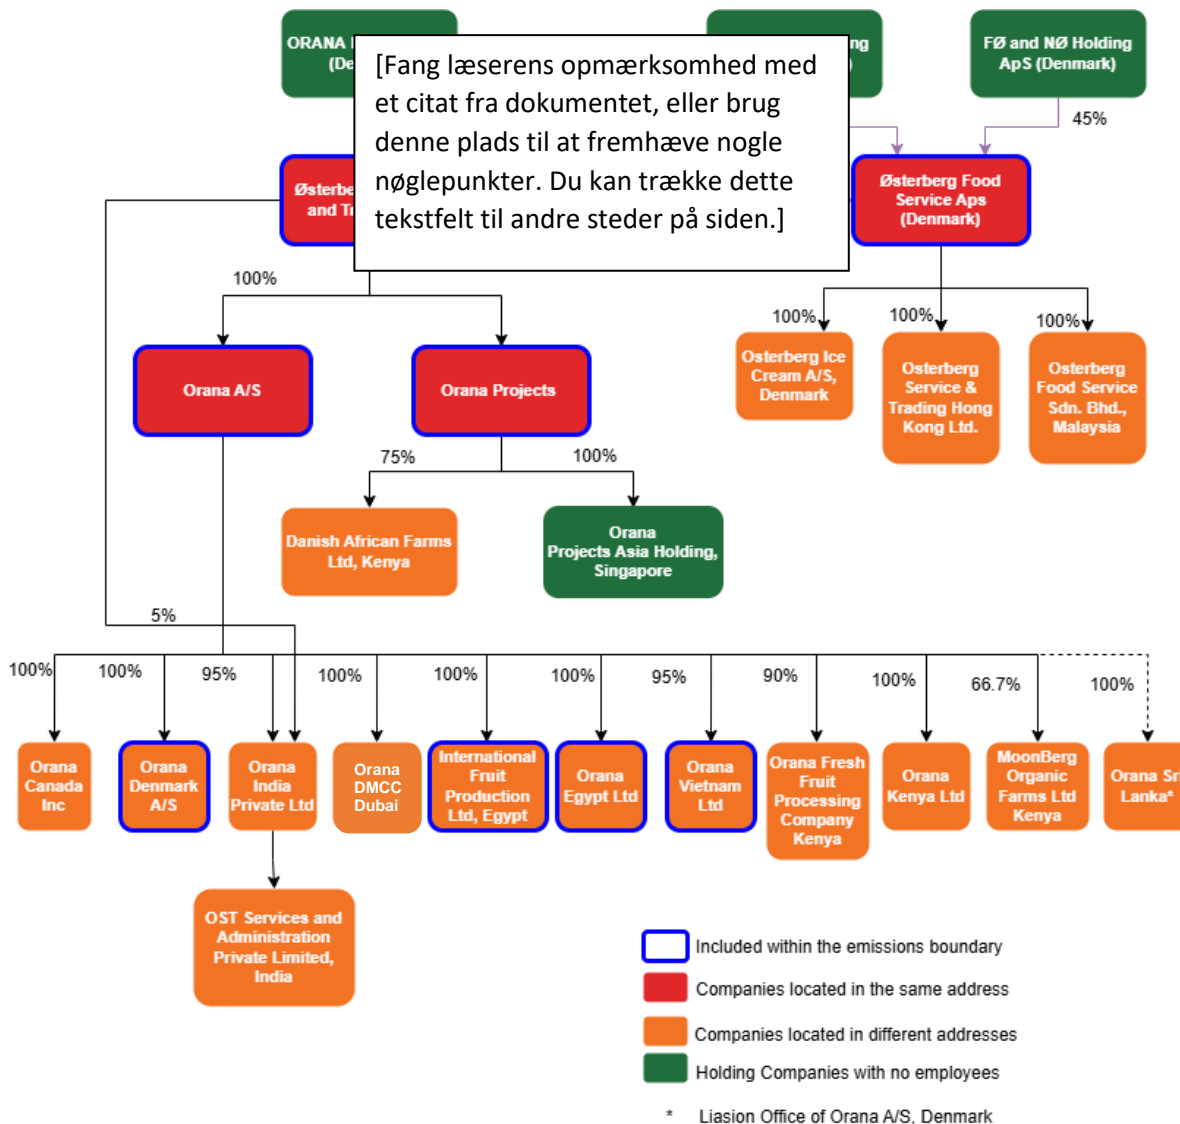 ORANA
(De
ng
FØ and NØ Holding
ApS (Denmark)
[Fang læserens opmærksomhed med
et citat fra dokumentet, eller brug
denne plads til at fremhæve nogle
nøglepunkter. Du kan trække dette
tekstfelt til andre steder på siden.]
45%
Østerbe
and Tr
Østerberg Food
Service Aps
(Denmark)
100%
100%
100%
100%
Orana A/S
Orana Projects
Osterberg Ice
Cream A/S,
Denmark
Osterberg
Service &
Trading Hong
Kong Ltd.
Osterberg
Food Service
Sdn. Bhd.,
Malaysia
75%
100%
Danish African Farms
Ltd, Kenya
Orana
Projects Asia Holding,
Singapore
5%
100%
100%
95%
100%
100%
100%
95%
90%
100%
66.7%
100%
Orana
Canada
Inc
Orana
Denmark
A/S
Orana
India
Private Ltd
Orana
DMCC
Dubai
International
Fruit
Production
Ltd, Egypt
Orana
Egypt Ltd
Orana
Vietnam
Ltd
Orana Fresh
Fruit
Processing
Company
Kenya
Orana
Kenya Ltd
MoonBerg
Organic
Farms Ltd
Kenya
Orana Sri
Lanka*
OST Services and
Administration
Private Limited,
India
Included within the emissions boundary
Companies located in the same address
Companies located in different addresses
Holding Companies with no employees
* Liasion Office of Orana A/S, Denmark